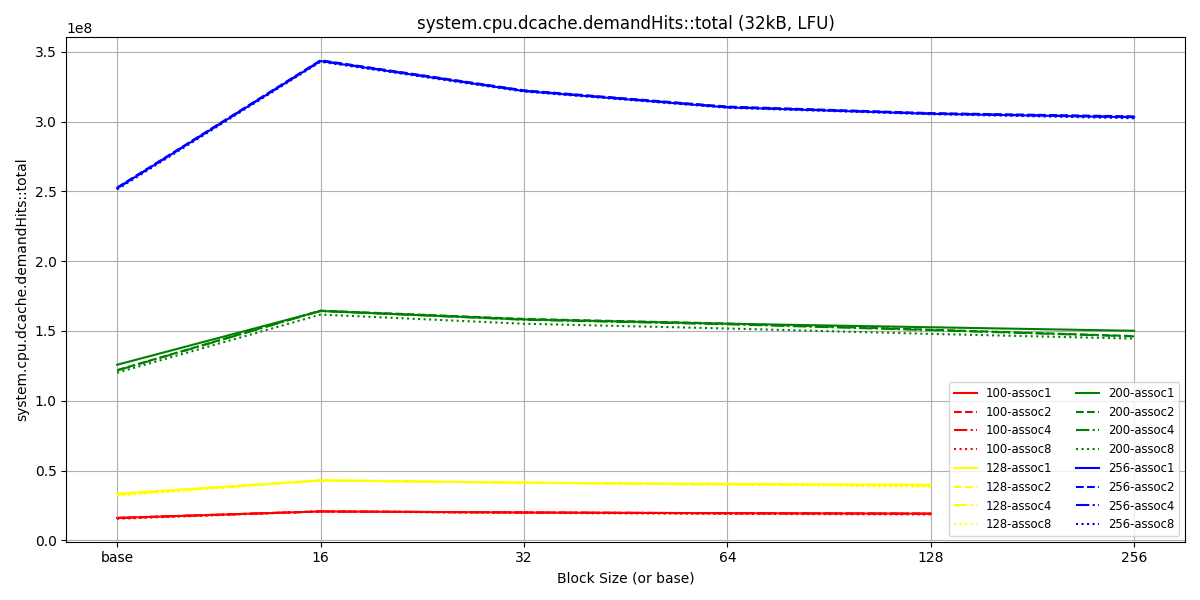 system.cpu.dcache.demandHits::total (32kB, LFU)
1e8
3.5
3.0
2.5
2.0
1.5
1.0
0.5
0.0
system.cpu.dcache.demandHits::total
base 16 32 64 128 256
Block Size (or base)
100-assoc1 200-assoc1
100-assoc2 200-assoc2
100-assoc4 200-assoc4
100-assoc8 200-assoc8
128-assoc1 256-assoc1
128-assoc2 256-assoc2
128-assoc4 256-assoc4
128-assoc8 256-assoc8